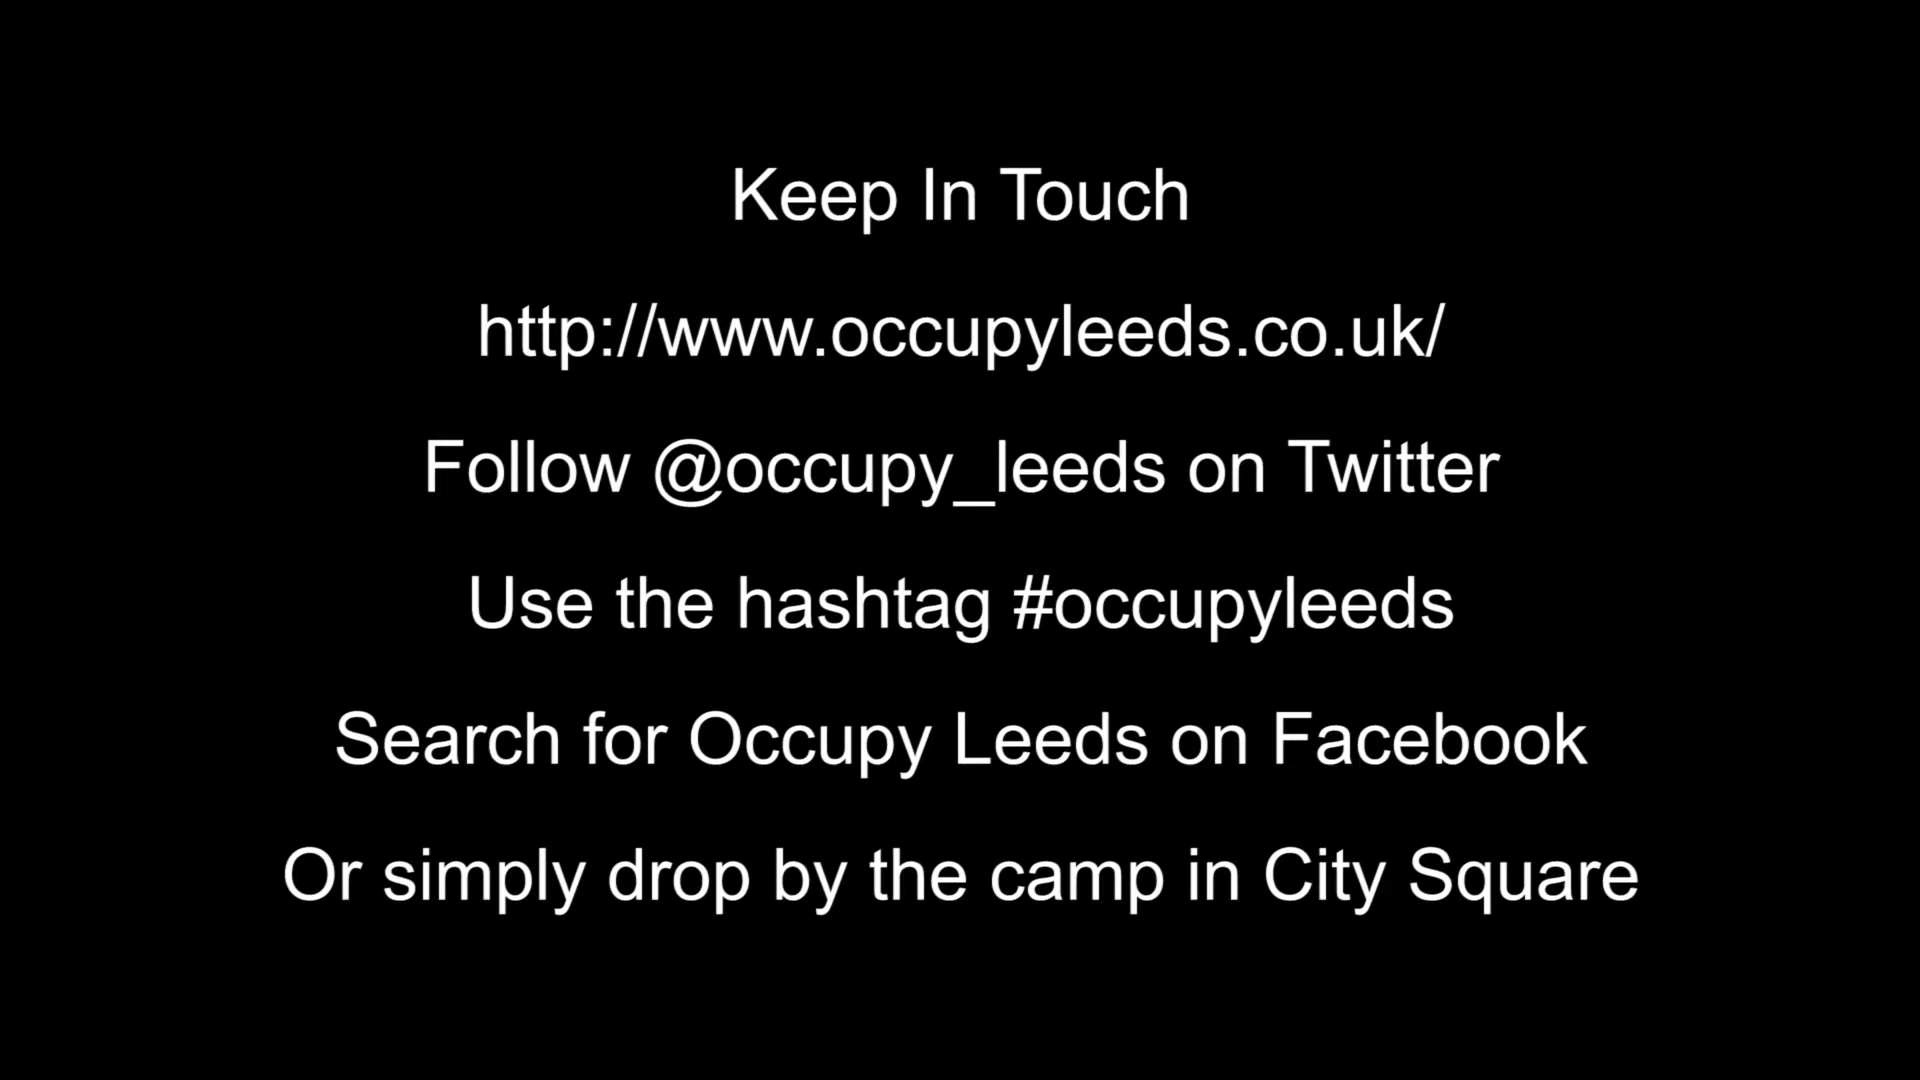 Keep In Touch
http://www.occupyleeds.co.uk/
Follow @occupy_leeds on Twitter
Use the hashtag #occupyleeds
Search for Occupy Leeds on Facebook
Or simply drop by the camp in City Square